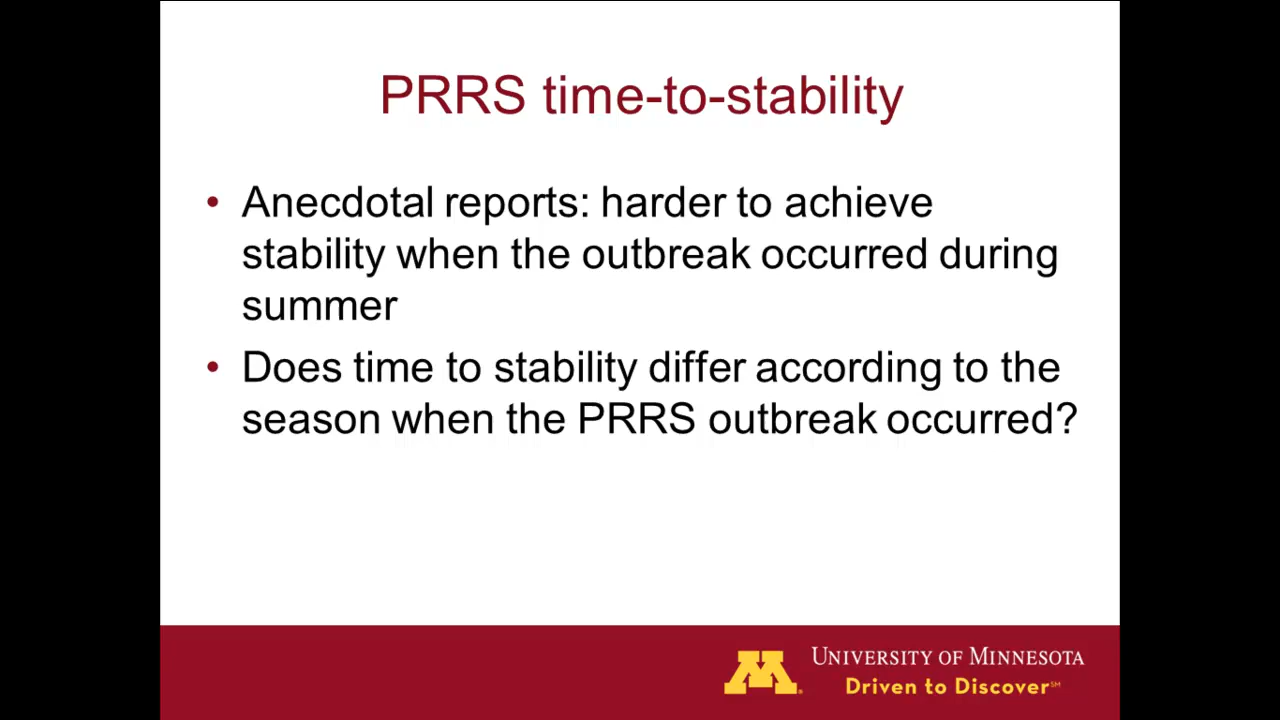 PRRS time-to-stability
• Anecdotal reports: harder to achieve
stability when the outbreak occurred during
summer
• Does time to stability differ according to the
season when the PRRS outbreak occurred?
UNIVERSITY OF MINNESOTA
Driven to Discover℠